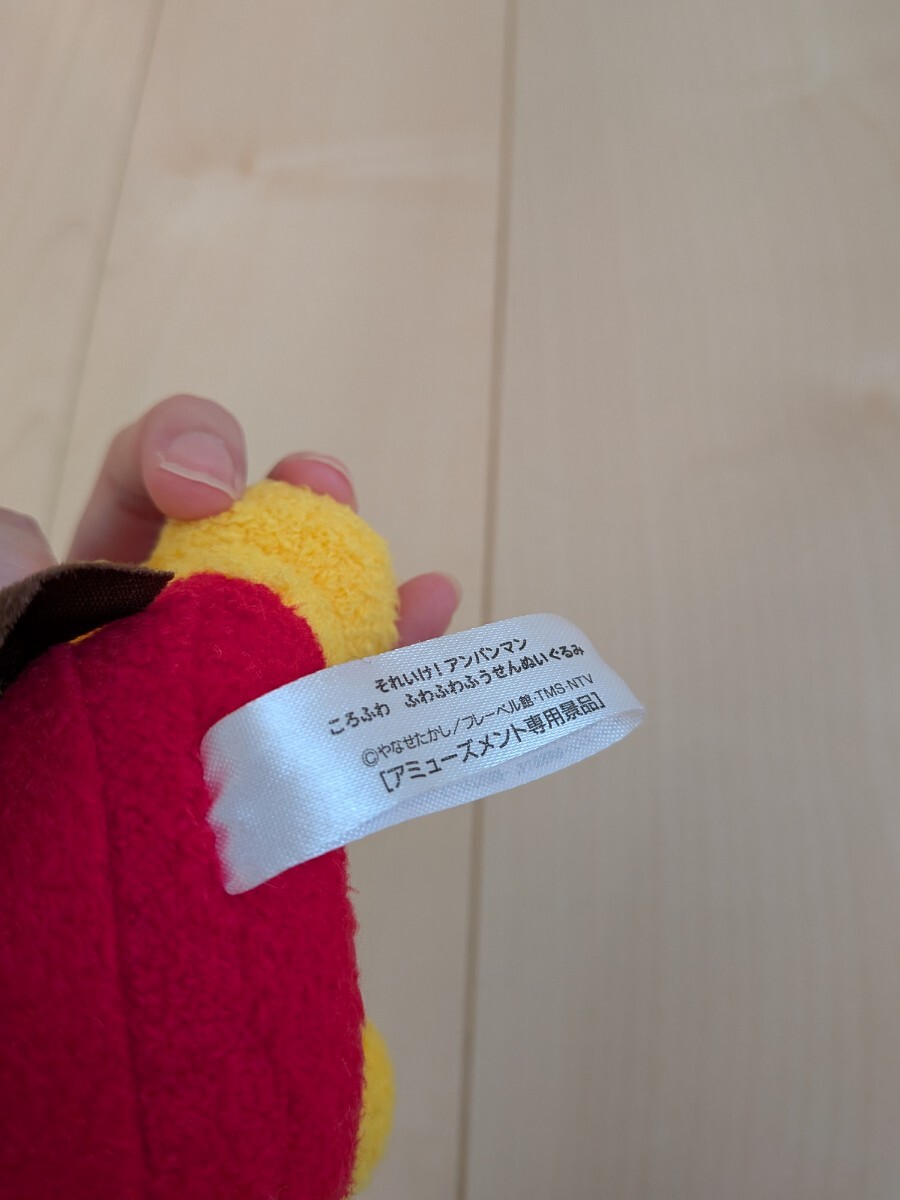 それいけ!アンパンマン
ころふわ ふわふわふうせんぬいぐるみ
©やなせたかし/フレーベル館・TMS・NTV
[アミューズメント専用景品]